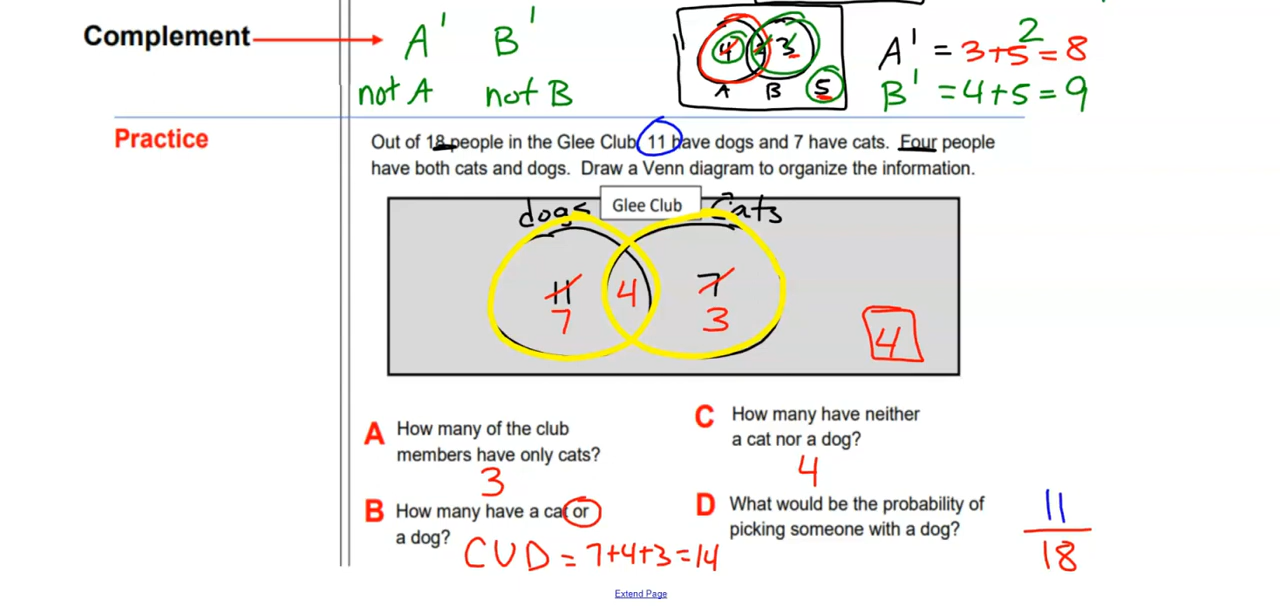 Complement
A' B'
not A not B
4 3
A B 5
2
A' = 3+5 = 8
B' = 4+5 = 9
Practice
Out of 18 people in the Glee Club, 11 have dogs and 7 have cats. Four people
have both cats and dogs. Draw a Venn diagram to organize the information.
dogs Glee Club Cats
11 4 7
7 3
4
A How many of the club
members have only cats?
3
B How many have a cat or
a dog?
CUD = 7+4+3=14
C How many have neither
a cat nor a dog?
4
D What would be the probability of
picking someone with a dog?
11
18
Extend Page